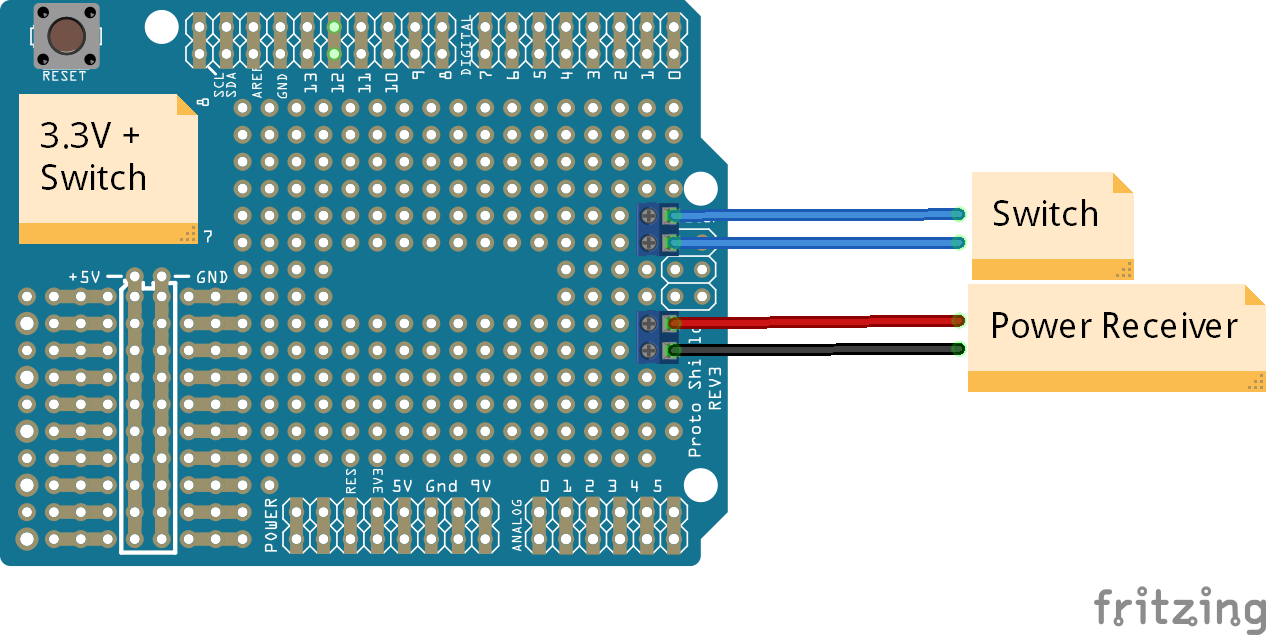 RESET
SCL
SDA
AREF
GND
13
12
11
10
9
8
DIGITAL
7
6
5
4
3
2
1
0
8
3.3V +
Switch
7
Switch
+5V
GND
Power Receiver
Proto Shield
REV3
RES
3V3
5V
Gnd
9V
0
1
2
3
4
5
POWER
ANALOG
fritzing